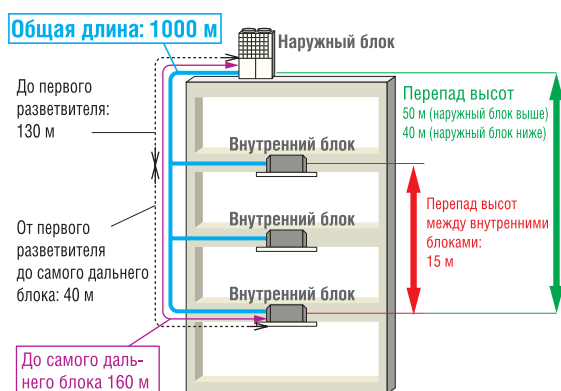 Общая длина: 1000 м
Наружный блок
До первого
разветвителя:
130 м
Перепад высот
50 м (наружный блок выше)
40 м (наружный блок ниже)
Внутренний блок
Перепад высот
между внутренними
блоками:
15 м
Внутренний блок
От первого
разветвителя
до самого дальнего
блока: 40 м
Внутренний блок
До самого даль-
него блока 160 м